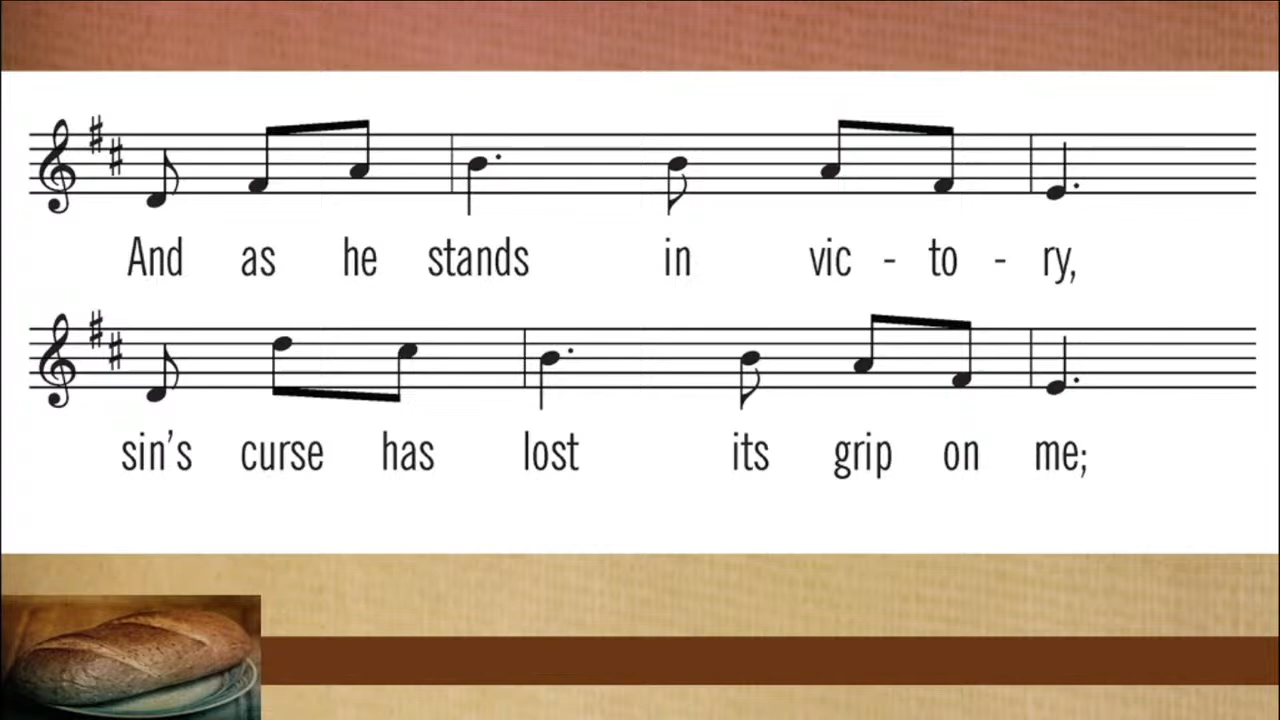 And as he stands in vic - to - ry,
sin's curse has lost its grip on me;